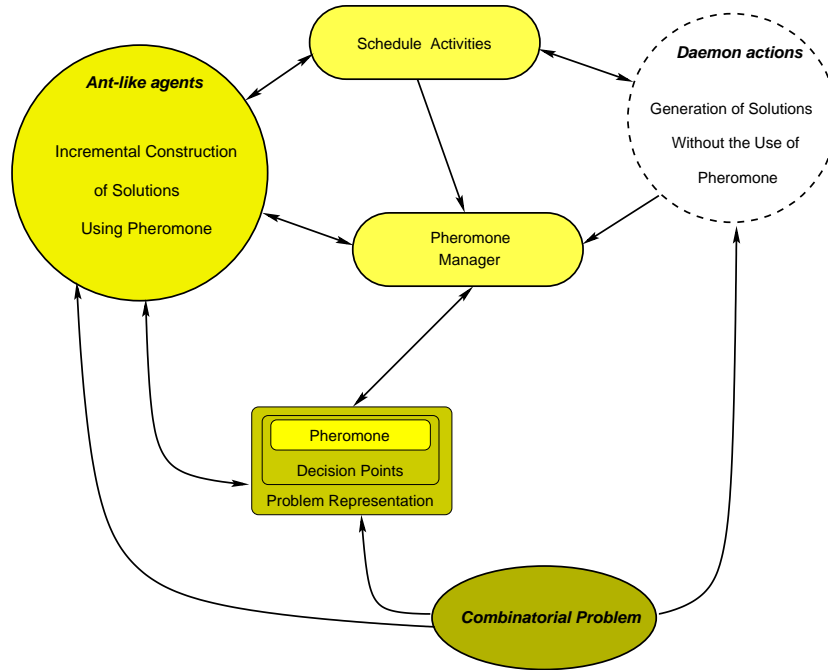 Schedule Activities
Ant-like agents
Incremental Construction
of Solutions
Using Pheromone
Daemon actions
Generation of Solutions
Without the Use of
Pheromone
Pheromone
Manager
Pheromone
Decision Points
Problem Representation
Combinatorial Problem